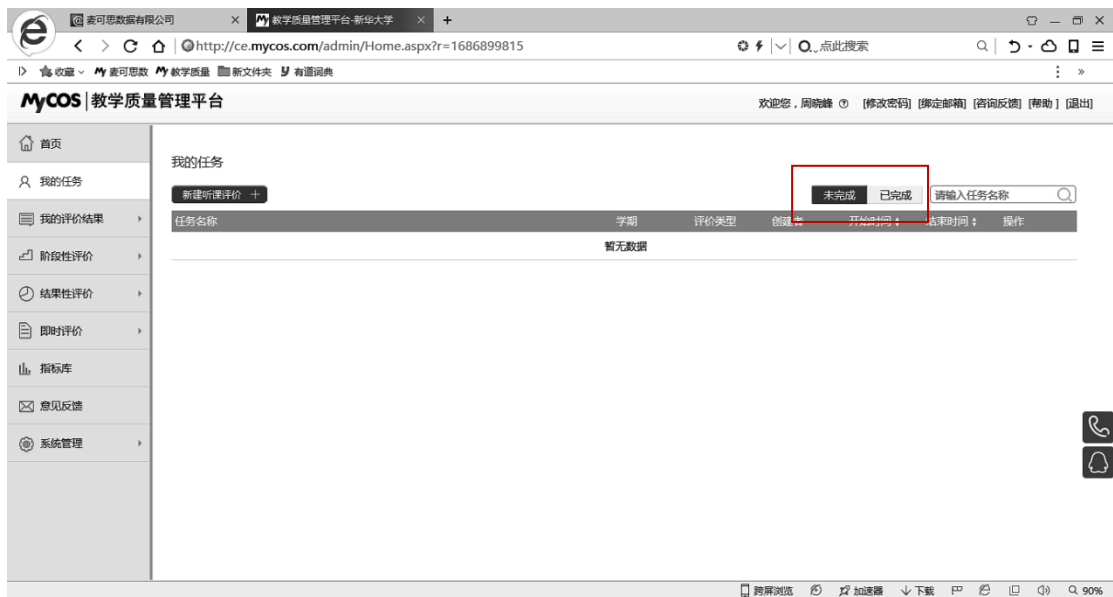 麦可思数据有限公司
教学质量管理平台-新华大学
http://ce.mycos.com/admin/Home.aspx?r=1686899815
点此搜索
收藏 麦可思数 教学质量 新文件夹 有道词典
MyCOS 教学质量管理平台
欢迎您，周晓峰 [修改密码] [绑定邮箱] [咨询反馈] [帮助] [退出]
首页
我的任务
我的评价结果
阶段性评价
结果性评价
即时评价
指标库
意见反馈
系统管理
我的任务
新建听课评价 +
未完成 已完成 请输入任务名称
任务名称 学期 评价类型 创建者 开始时间 结束时间 操作
暂无数据
跨屏浏览 加速器 下载 90%